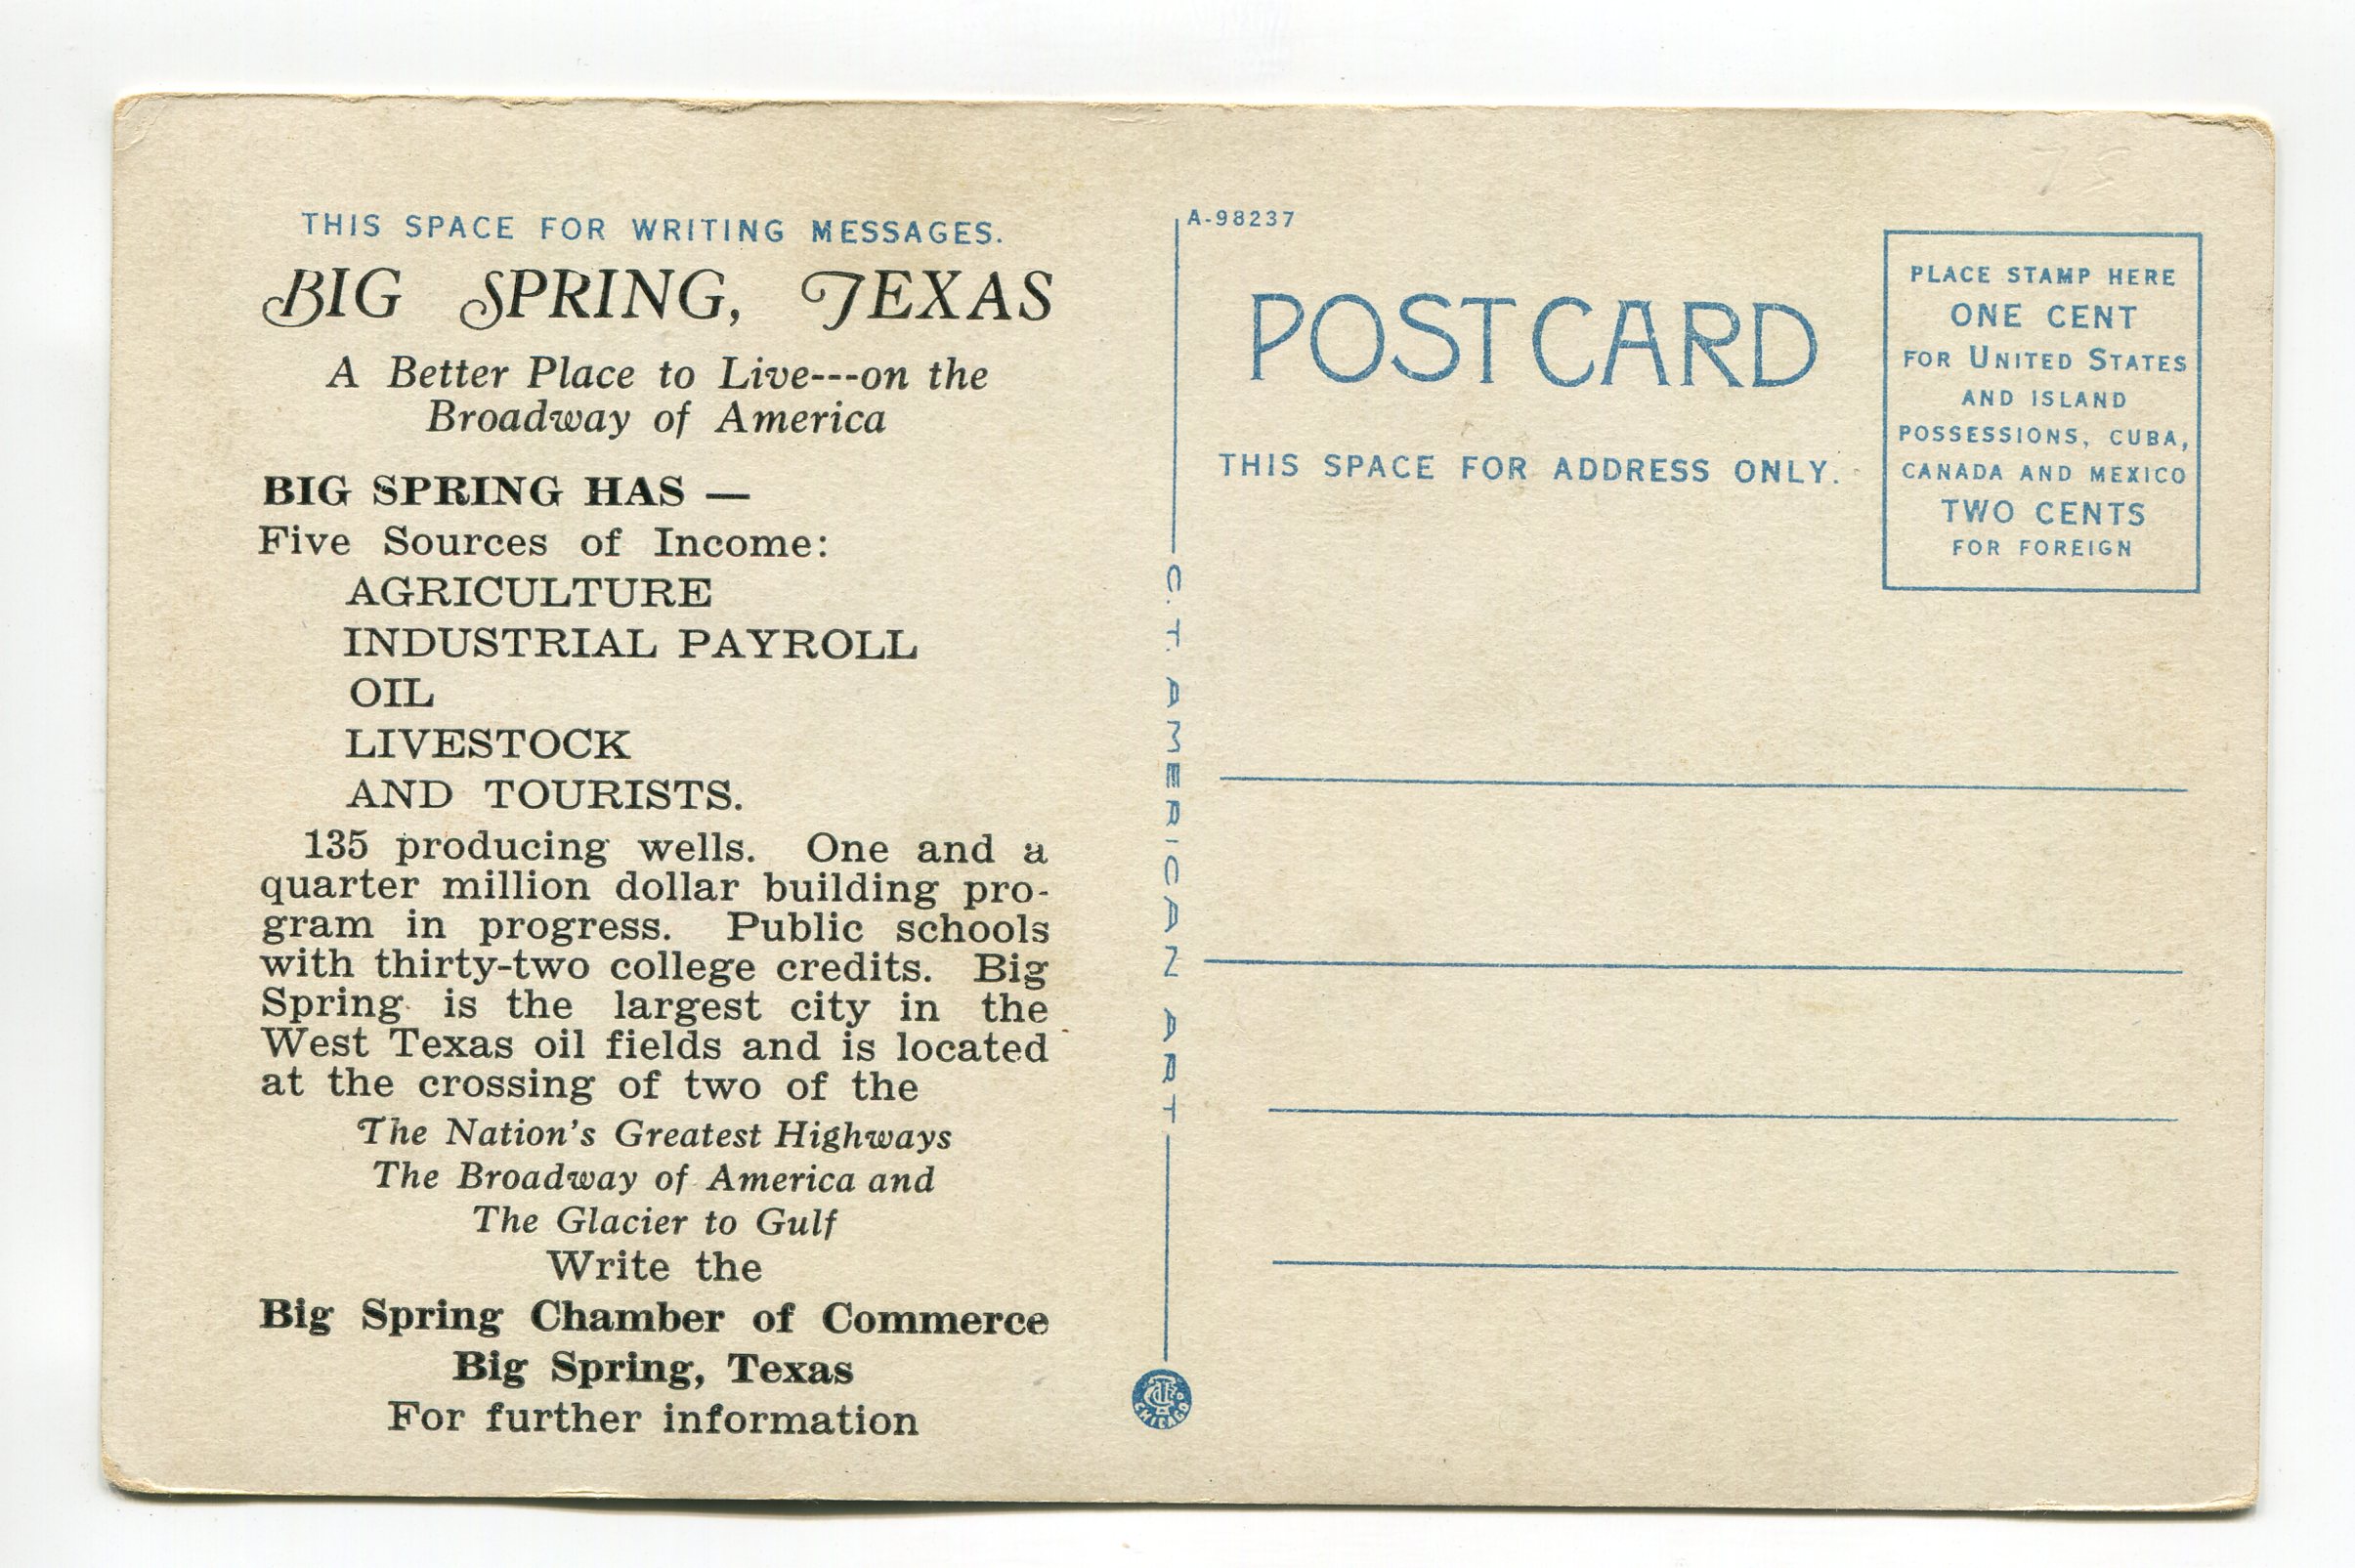 THIS SPACE FOR WRITING MESSAGES.
BIG SPRING, TEXAS
A Better Place to Live---on the
Broadway of America
BIG SPRING HAS —
Five Sources of Income:
AGRICULTURE
INDUSTRIAL PAYROLL
OIL
LIVESTOCK
AND TOURISTS.
135 producing wells. One and a
quarter million dollar building pro-
gram in progress. Public schools
with thirty-two college credits. Big
Spring is the largest city in the
West Texas oil fields and is located
at the crossing of two of the
The Nation's Greatest Highways
The Broadway of America and
The Glacier to Gulf
Write the
Big Spring Chamber of Commerce
Big Spring, Texas
For further information
A-98237
C. T. AMERICAN ART
CHICAGO
POST CARD
THIS SPACE FOR ADDRESS ONLY.
PLACE STAMP HERE
ONE CENT
FOR UNITED STATES
AND ISLAND
POSSESSIONS, CUBA,
CANADA AND MEXICO
TWO CENTS
FOR FOREIGN